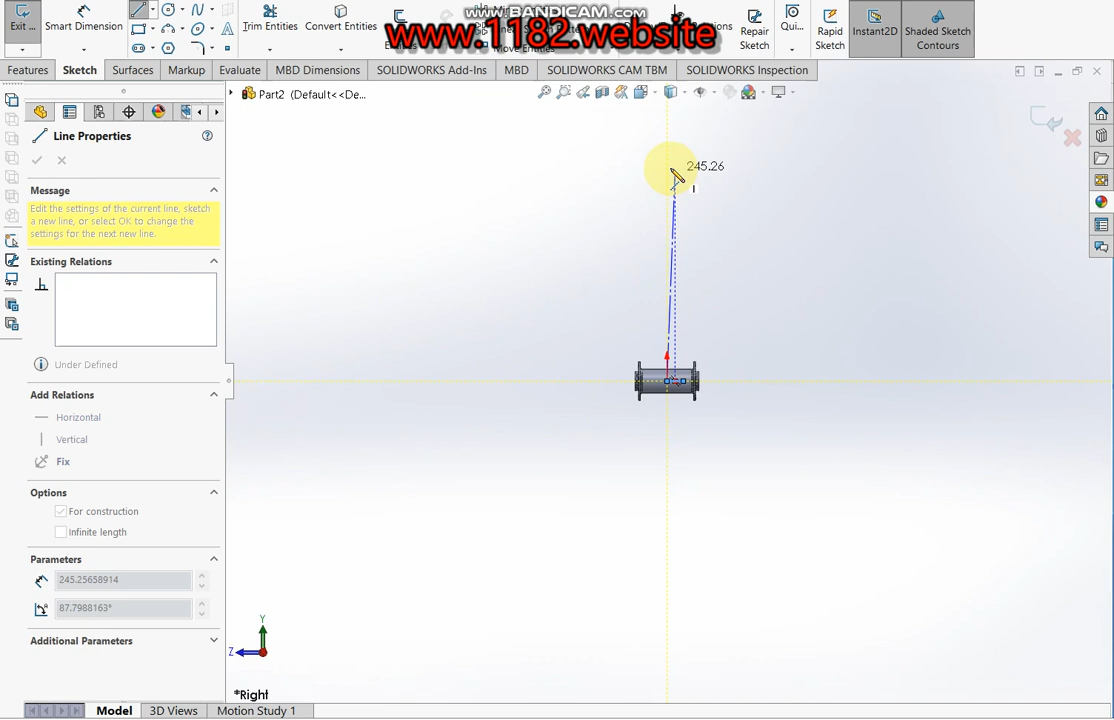 www.BANDICAM.com
www.1182.website
Exit ...
Smart Dimension
Trim Entities
Convert Entities
Repair Sketch
Qui...
Rapid Sketch
Instant2D
Shaded Sketch Contours
Features
Sketch
Surfaces
Markup
Evaluate
MBD Dimensions
SOLIDWORKS Add-Ins
MBD
SOLIDWORKS CAM TBM
SOLIDWORKS Inspection
Part2 (Default<<De...
Line Properties
Message
Edit the settings of the current line, sketch
a new line, or select OK to change the
settings for the next new line.
Existing Relations
Under Defined
Add Relations
Horizontal
Vertical
Fix
Options
For construction
Infinite length
Parameters
245.25658914
87.7988163°
Additional Parameters
245.26
Y
Z
*Right
Model
3D Views
Motion Study 1